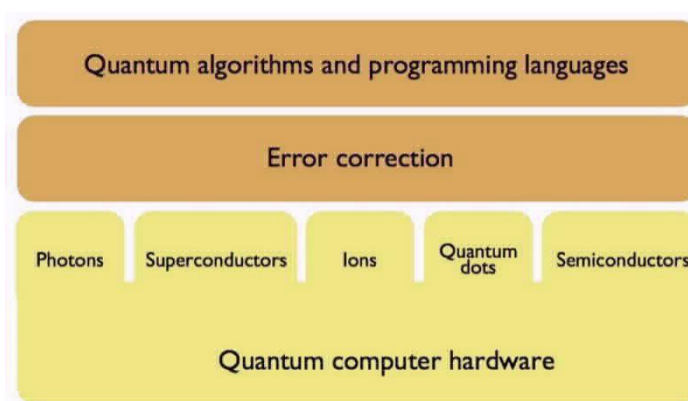 Quantum algorithms and programming languages
Error correction
Photons
Superconductors
Ions
Quantum
dots
Semiconductors
Quantum computer hardware